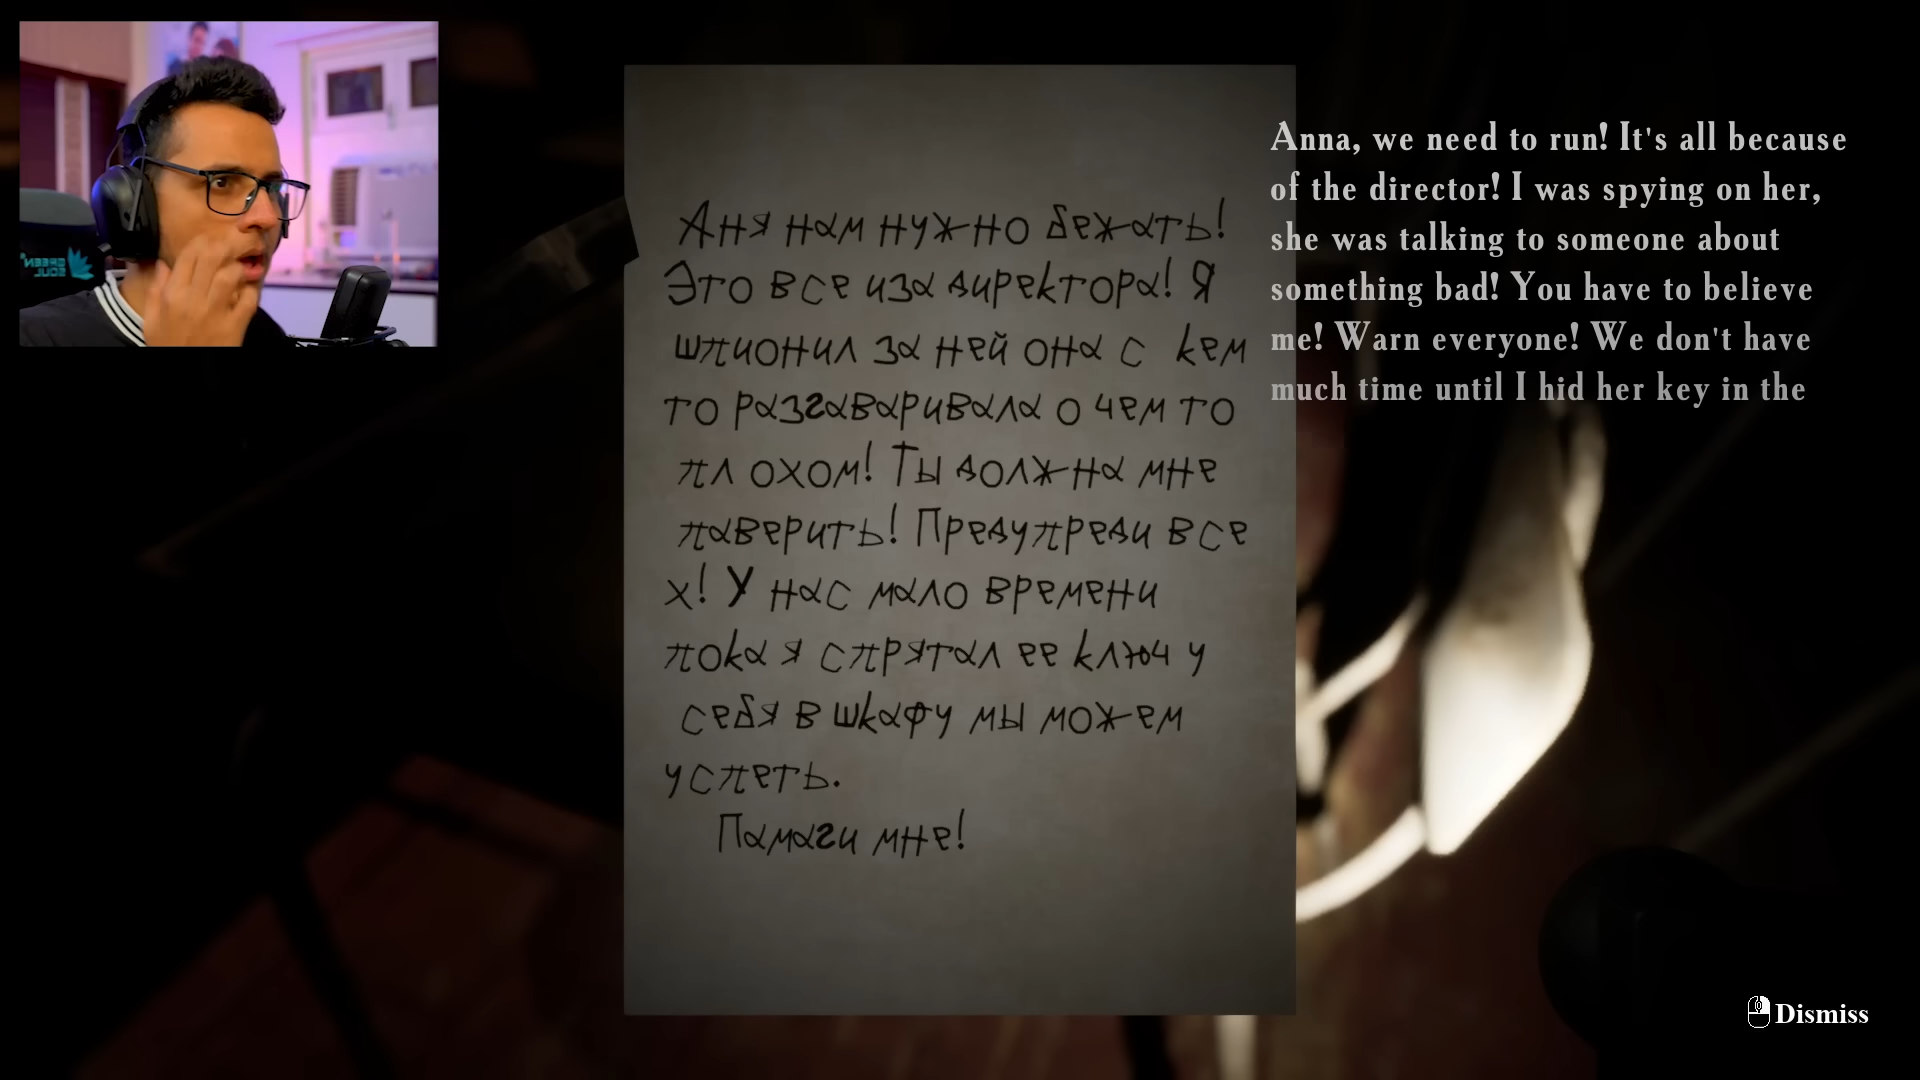 Аня нам нужно бежать!
Это все иза директора! Я
шпионил за ней она с кем
то разгаваривала о чем то
пл охом! Ты должна мне
паверить! Предупреди все
х! У нас мало времени
пока я спрятал ее ключ у
себя в шкафу мы можем
успеть.
Памаги мне!
Anna, we need to run! It's all because
of the director! I was spying on her,
she was talking to someone about
something bad! You have to believe
me! Warn everyone! We don't have
much time until I hid her key in the
GREEN
SOUL
Dismiss